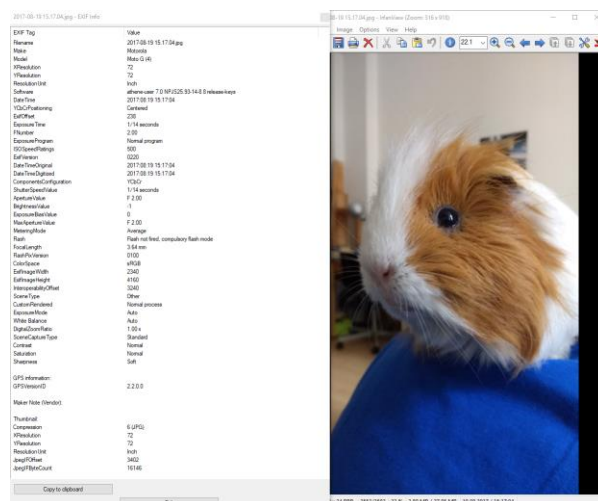 2017-08-19 15.17.04.jpg - EXIF Info
EXIF Tag Value
Filename 2017-08-19 15.17.04.jpg
Make Motorola
Model Moto G (4)
XResolution 72
YResolution 72
ResolutionUnit Inch
Software athene-user 7.0 NPJS25.93-14-8 8 release-keys
DateTime 2017:08:19 15:17:04
YCbCrPositioning Centered
ExifOffset 238
ExposureTime 1/14 seconds
FNumber 2.00
ExposureProgram Normal program
ISOSpeedRatings 500
ExifVersion 0220
DateTimeOriginal 2017:08:19 15:17:04
DateTimeDigitized 2017:08:19 15:17:04
ComponentsConfiguration YCbCr
ShutterSpeedValue 1/14 seconds
ApertureValue F 2.00
BrightnessValue -1
ExposureBiasValue 0
MaxApertureValue F 2.00
MeteringMode Average
Flash Flash not fired, compulsory flash mode
FocalLength 3.64 mm
FlashPixVersion 0100
ColorSpace sRGB
ExifImageWidth 2340
ExifImageHeight 4160
InteroperabilityOffset 3240
SceneType Other
CustomRendered Normal process
ExposureMode Auto
White Balance Auto
DigitalZoomRatio 1.00 x
SceneCaptureType Standard
Contrast Normal
Saturation Normal
Sharpness Soft
GPS information:
GPSVersionID 2.2.0.0
Maker Note (Vendor):
Thumbnail:
Compression 6 (JPG)
XResolution 72
YResolution 72
ResolutionUnit Inch
JpegIFOffset 3402
JpegIFByteCount 16146
Copy to clipboard
08-19 15.17.04.jpg - IrfanView (Zoom: 516 x 916)
Image Options View Help
22.1